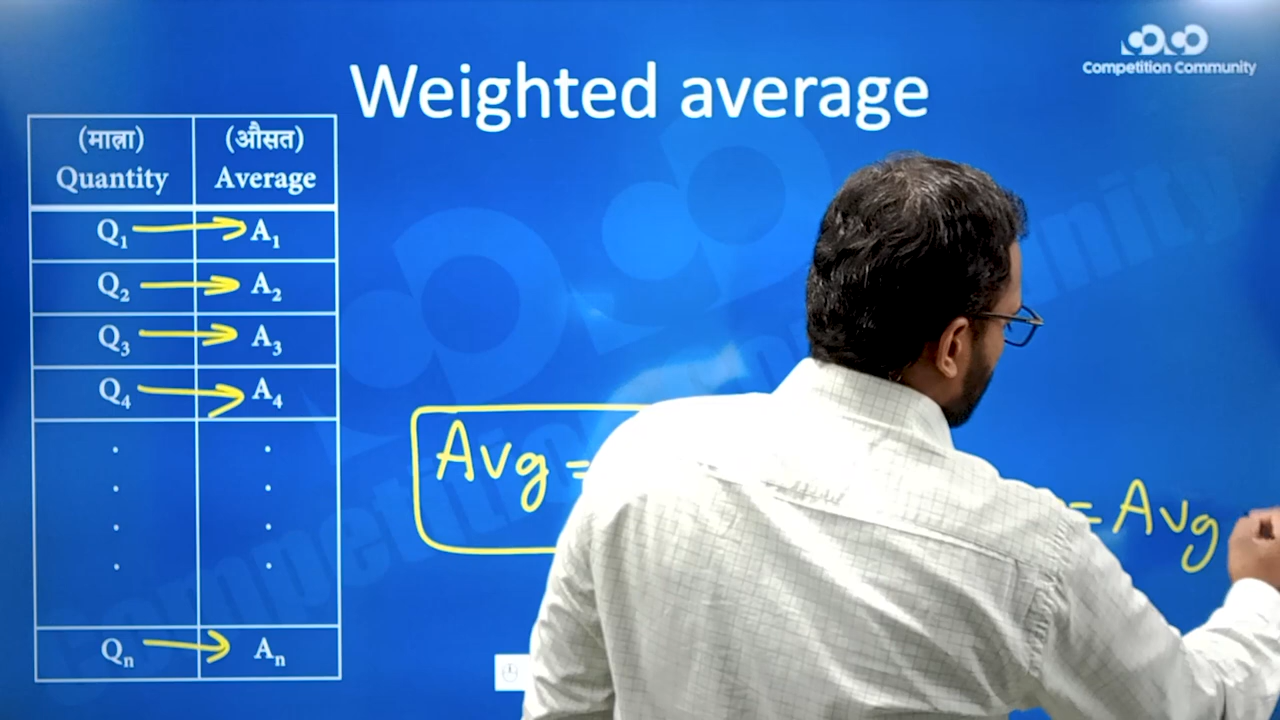 Competition Community
Weighted average
(मात्रा) (औसत)
Quantity Average
Q₁ → A₁
Q₂ → A₂
Q₃ → A₃
Q₄ → A₄
. .
. .
. .
. .
Qₙ → Aₙ
Avg =
= Avg